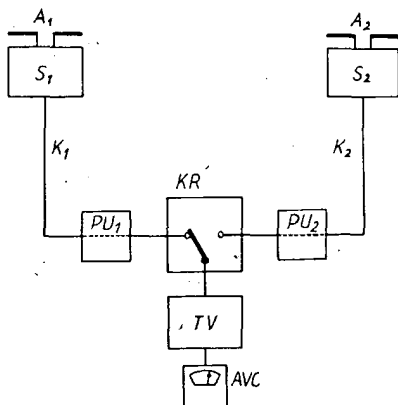 A₁
A₂
S₁
S₂
K₁
K₂
KR
PU₁
PU₂
TV
AVC